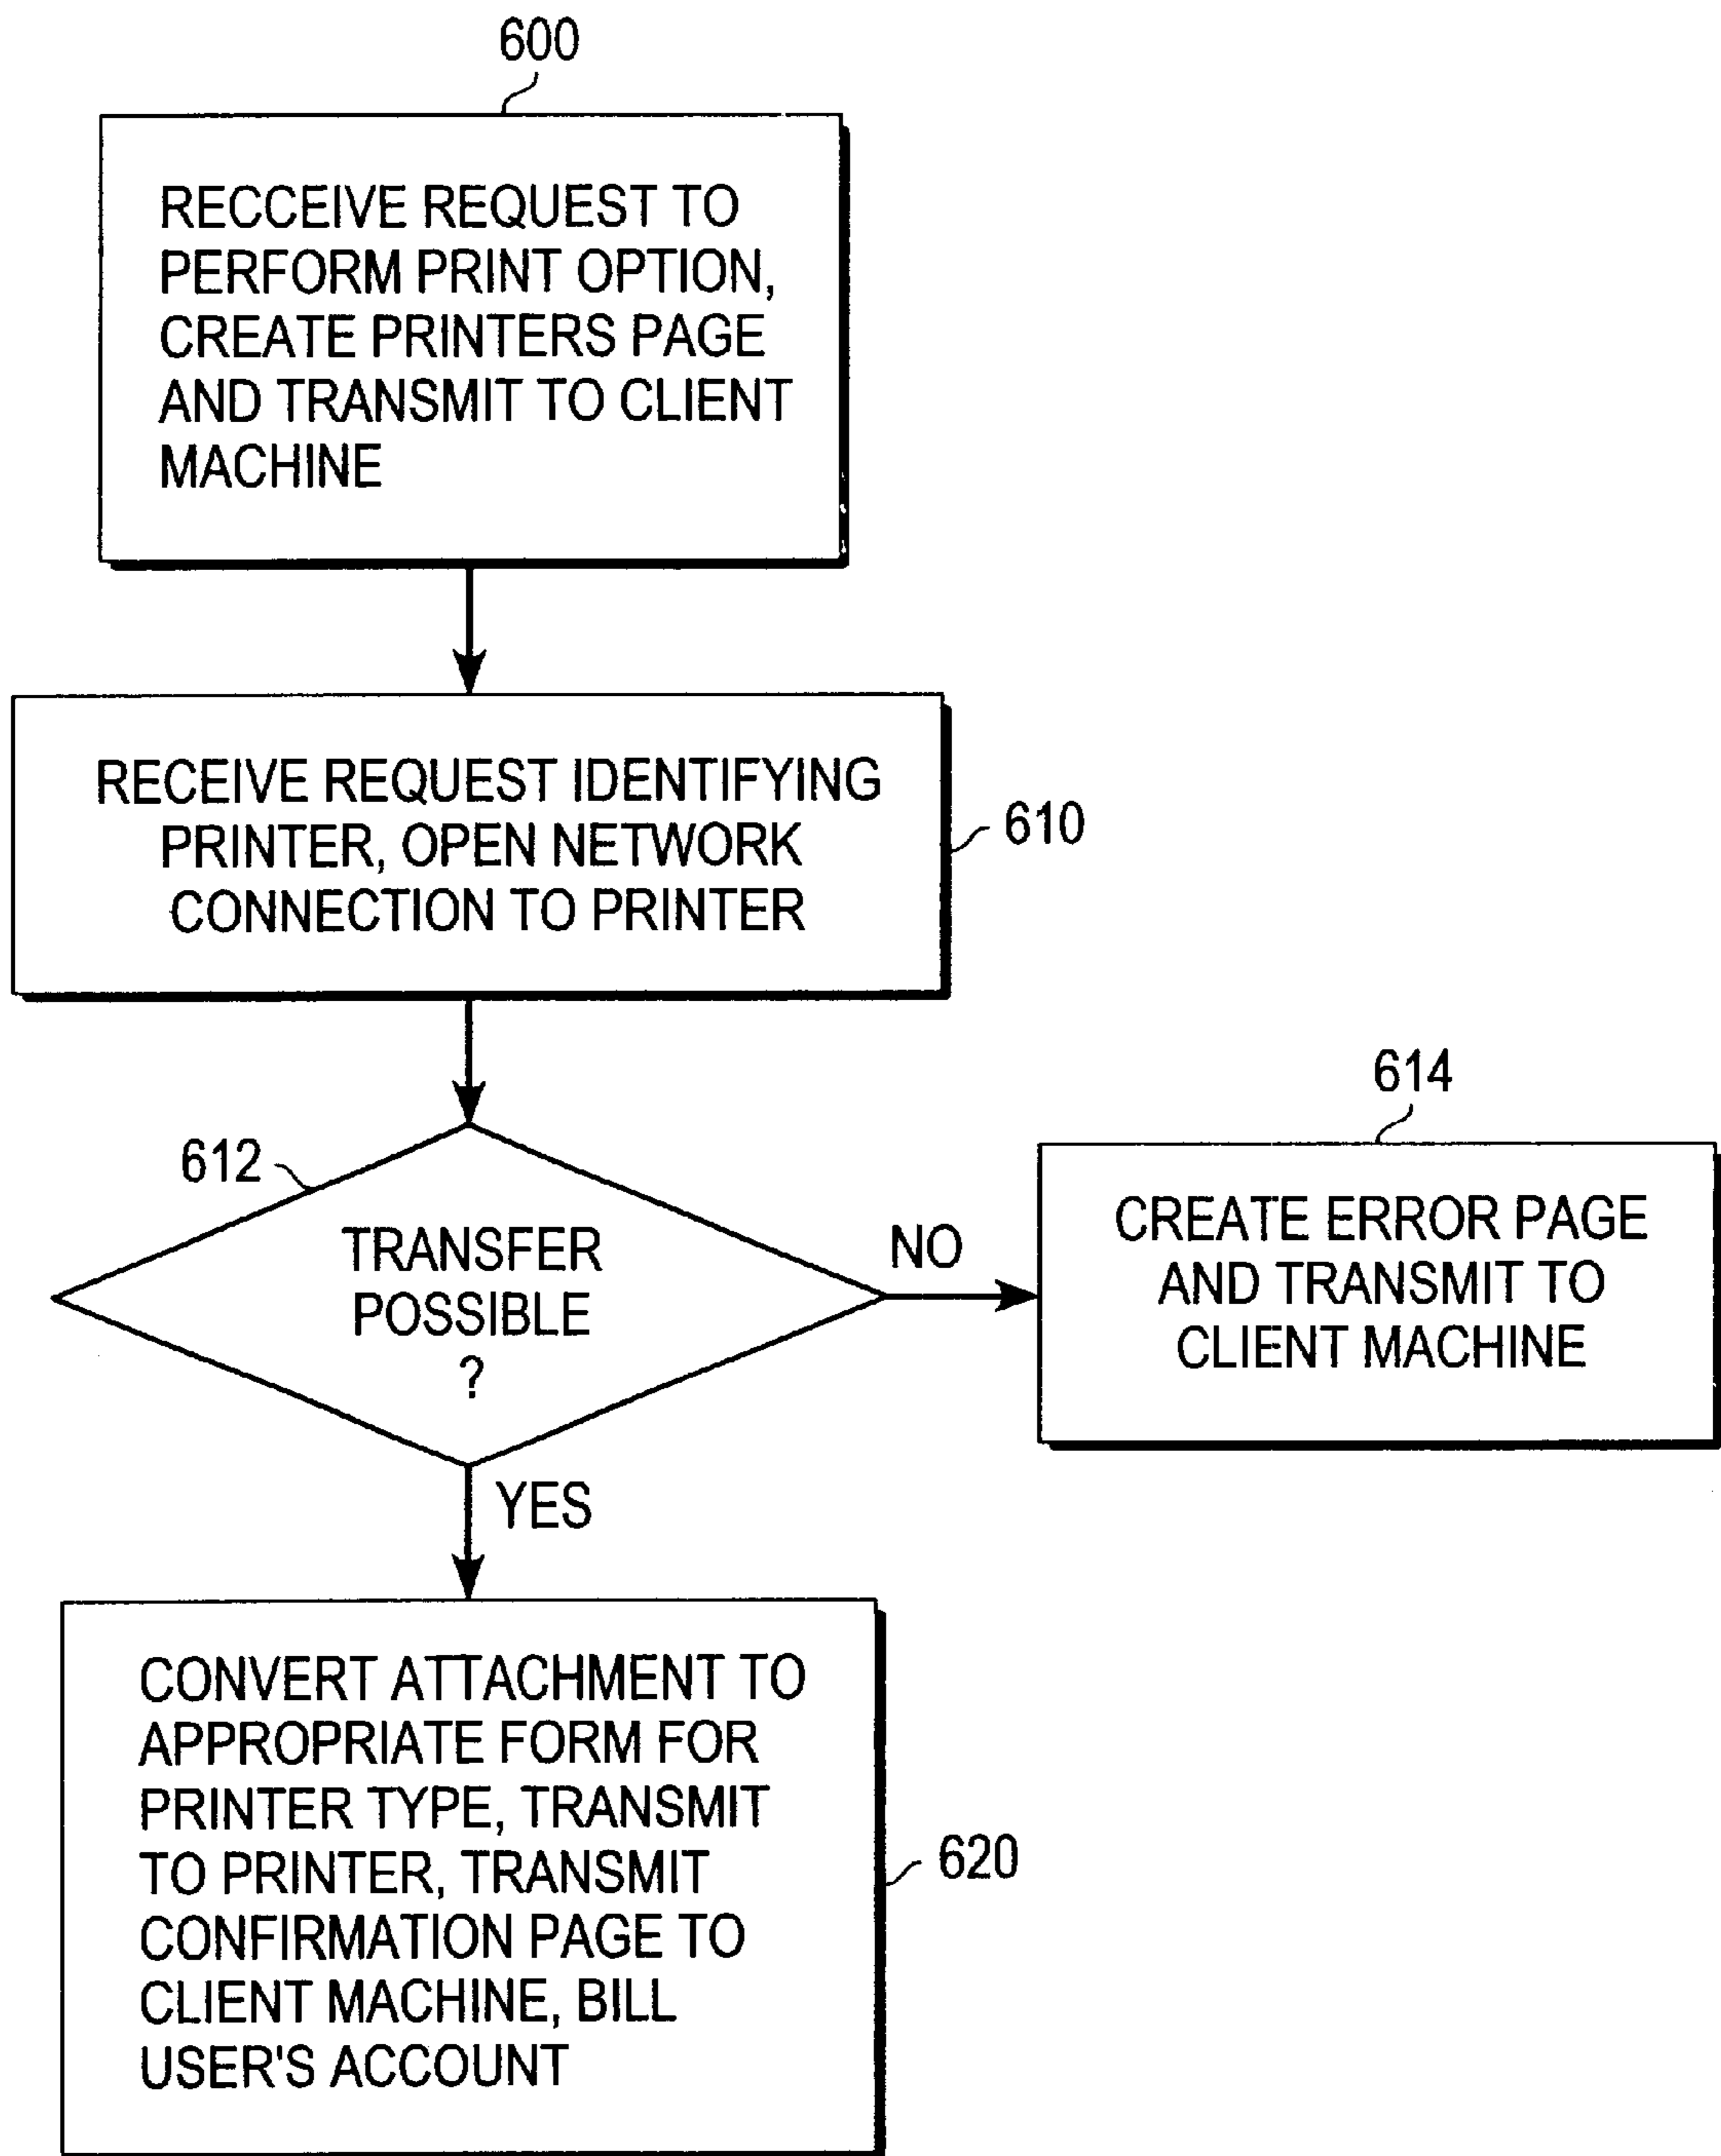 600
RECCEIVE REQUEST TO
PERFORM PRINT OPTION,
CREATE PRINTERS PAGE
AND TRANSMIT TO CLIENT
MACHINE
RECEIVE REQUEST IDENTIFYING
PRINTER, OPEN NETWORK
CONNECTION TO PRINTER
610
612
TRANSFER
POSSIBLE
?
NO
614
CREATE ERROR PAGE
AND TRANSMIT TO
CLIENT MACHINE
YES
CONVERT ATTACHMENT TO
APPROPRIATE FORM FOR
PRINTER TYPE, TRANSMIT
TO PRINTER, TRANSMIT
CONFIRMATION PAGE TO
CLIENT MACHINE, BILL
USER'S ACCOUNT
620